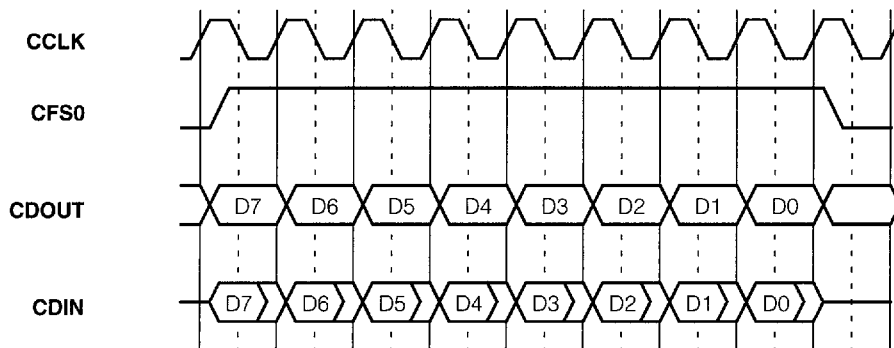 CCLK
CFS0
CDOUT D7 D6 D5 D4 D3 D2 D1 D0
CDIN D7 D6 D5 D4 D3 D2 D1 D0